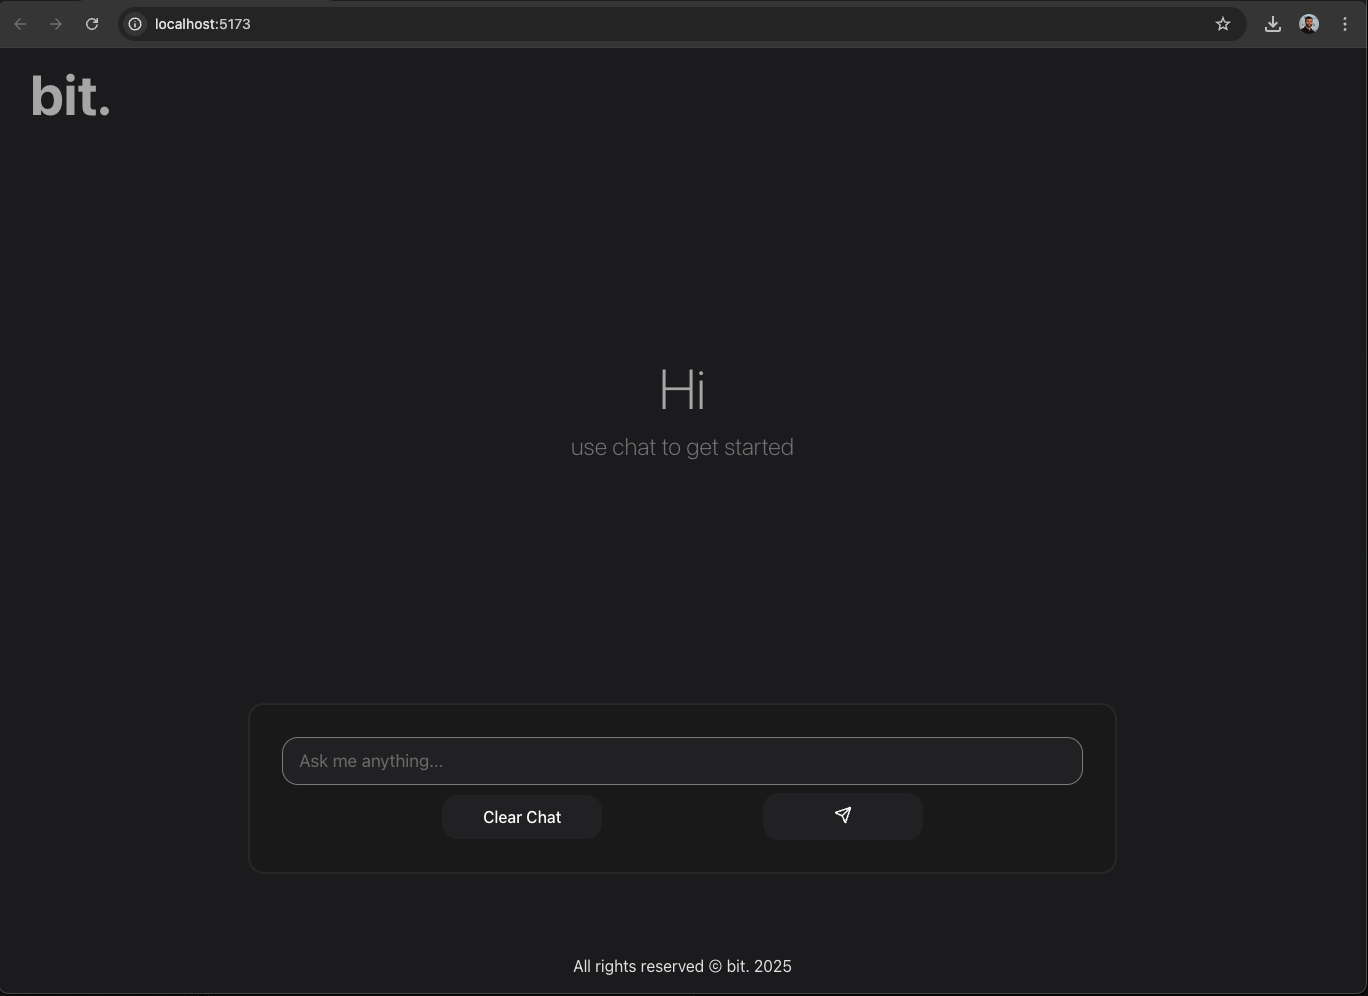 localhost:5173
bit.
Hi
use chat to get started
Ask me anything...
Clear Chat
All rights reserved © bit. 2025